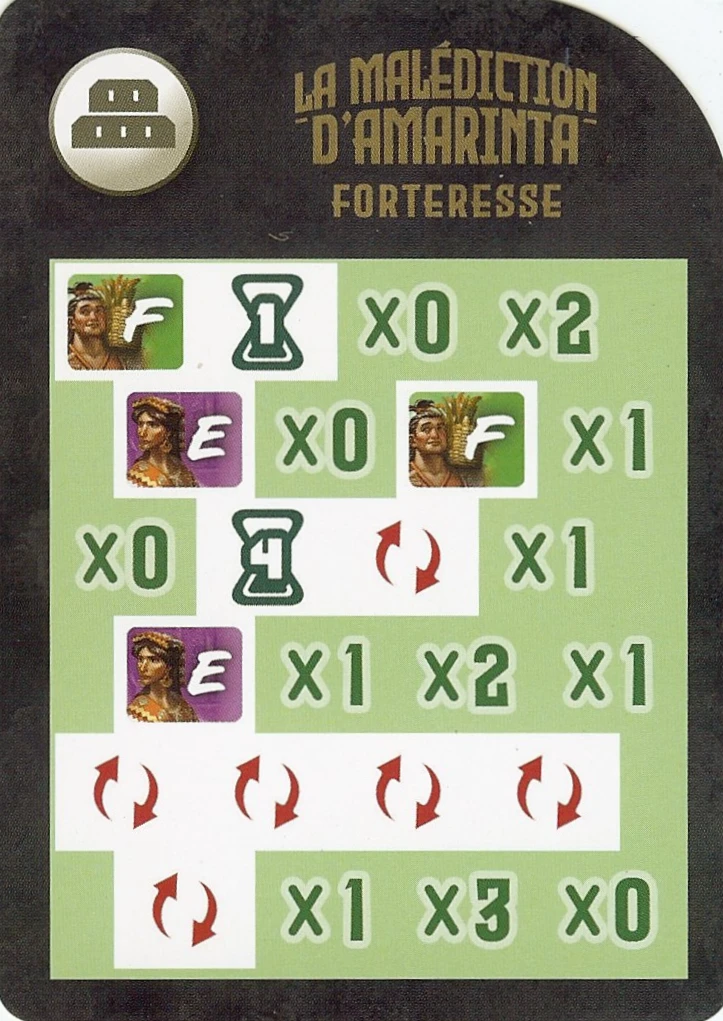 LA MALÉDICTION
D'AMARINTA
FORTERESSE
F 1 X0 X2
E X0 F X1
X0 4 X1
E X1 X2 X1
X1 X3 X0